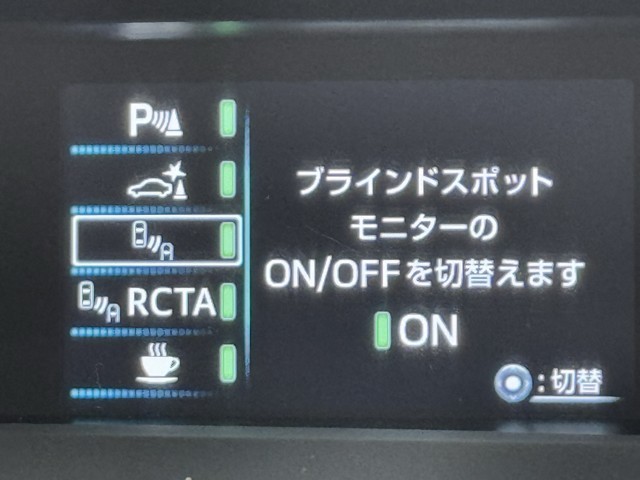 P
RCTA
ブラインドスポット
モニターの
ON/OFFを切替えます
ON
:切替